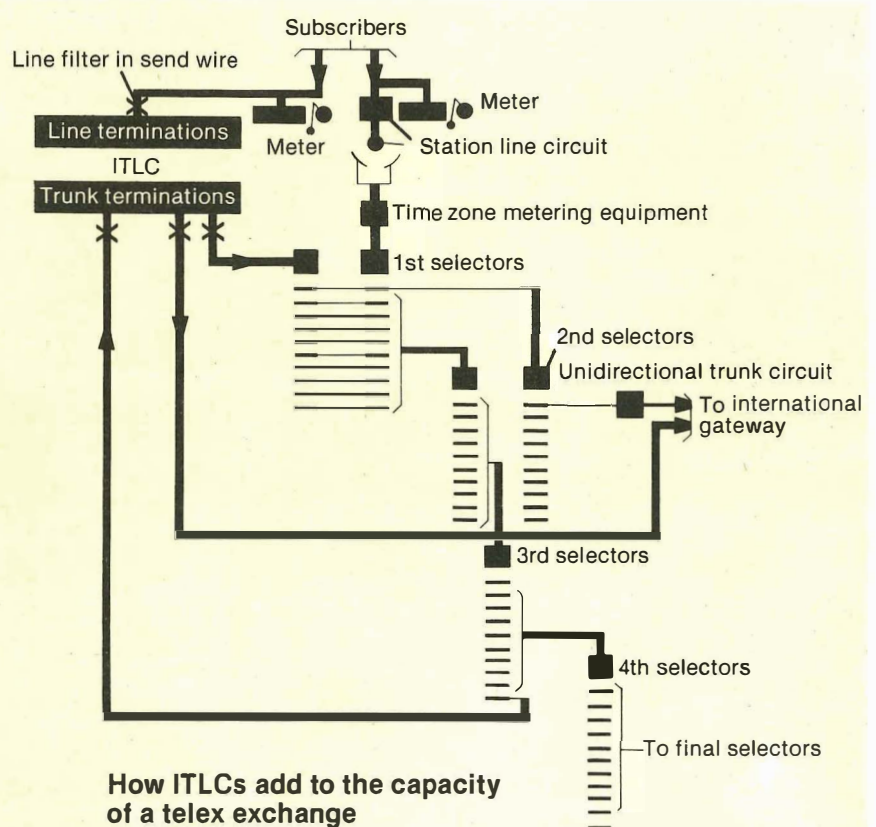 Subscribers
Line filter in send wire
Meter
Line terminations
Meter
Station line circuit
ITLC
Trunk terminations
Time zone metering equipment
1st selectors
2nd selectors
Unidirectional trunk circuit
To international
gateway
3rd selectors
4th selectors
To final selectors
How ITLCs add to the capacity
of a telex exchange